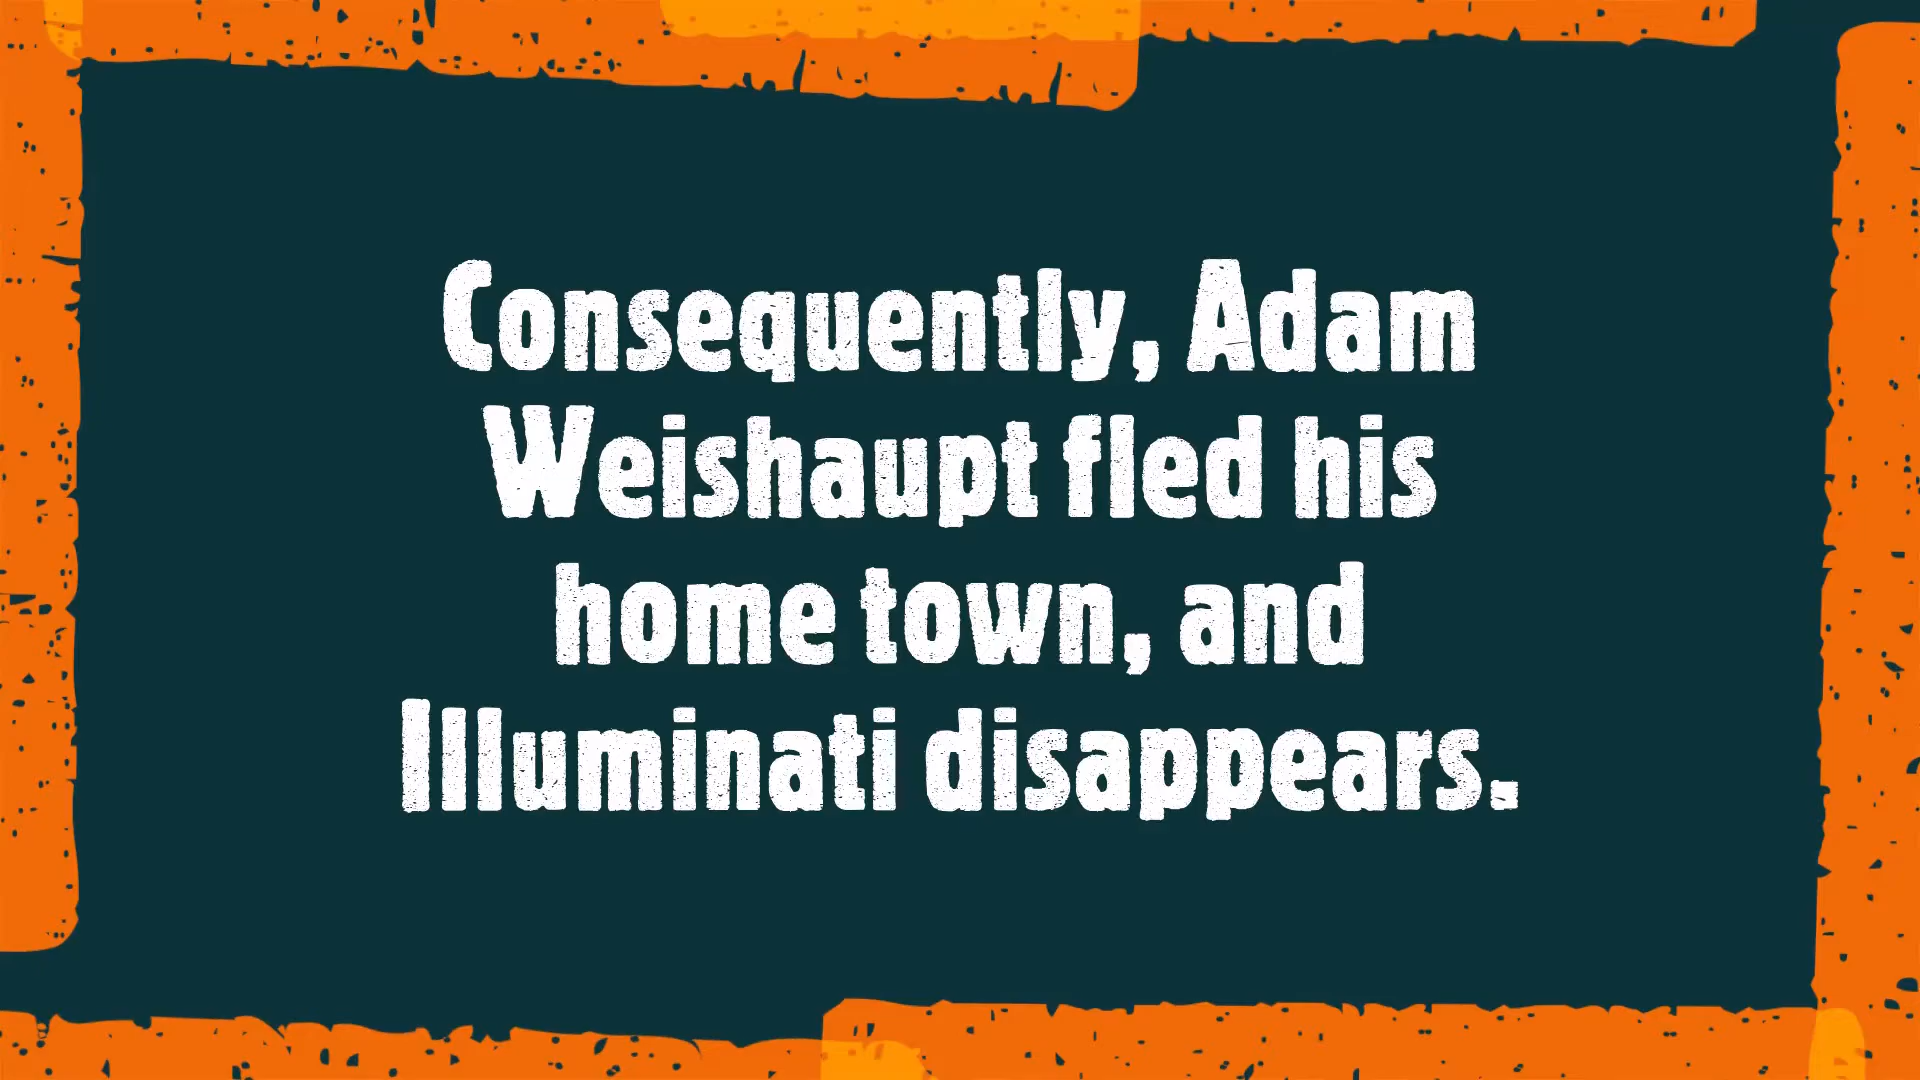 Consequently, Adam
Weishaupt fled his
home town, and
Illuminati disappears.